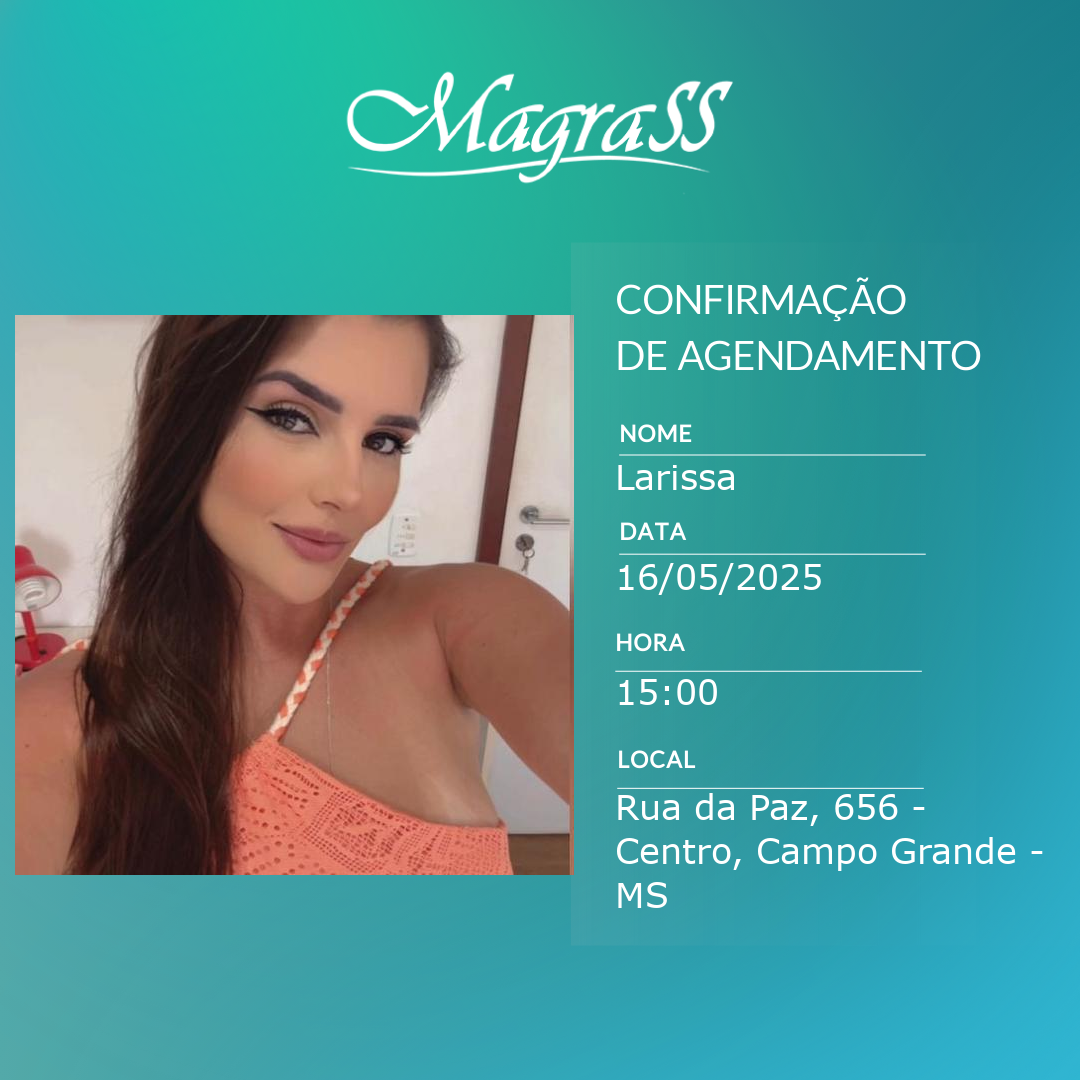 MagraSS
CONFIRMAÇÃO
DE AGENDAMENTO
NOME
Larissa
DATA
16/05/2025
HORA
15:00
LOCAL
Rua da Paz, 656 -
Centro, Campo Grande -
MS